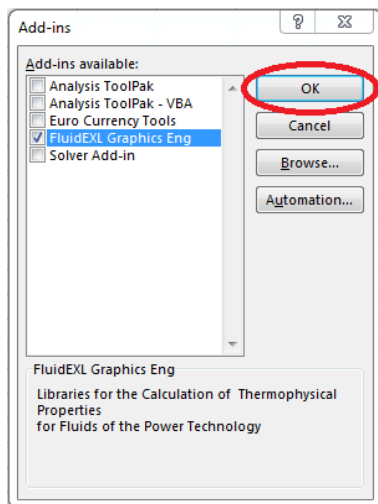 Add-ins
Add-ins available:
Analysis ToolPak
Analysis ToolPak - VBA
Euro Currency Tools
FluidEXL Graphics Eng
Solver Add-in
OK
Cancel
Browse...
Automation...
FluidEXL Graphics Eng
Libraries for the Calculation of Thermophysical
Properties
for Fluids of the Power Technology